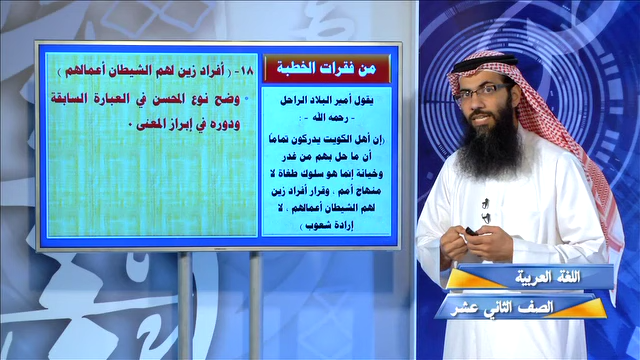 من فقرات الخطبة
يقول أمير البلاد الراحل
- رحمه الله - :
(إن أهل الكويت يدركون تماما
أن ما حل بهم من غدر
وخيانة إنما هو سلوك طغاة لا
منهاج أمم ، وقرار أفراد زين
لهم الشيطان أعمالهم ، لا
إرادة شعوب )
١٨- ( أفراد زين لهم الشيطان أعمالهم )
• وضح نوع المحسن في العبارة السابقة
ودوره في إبراز المعنى .
اللغة العربية
الصف الثاني عشر